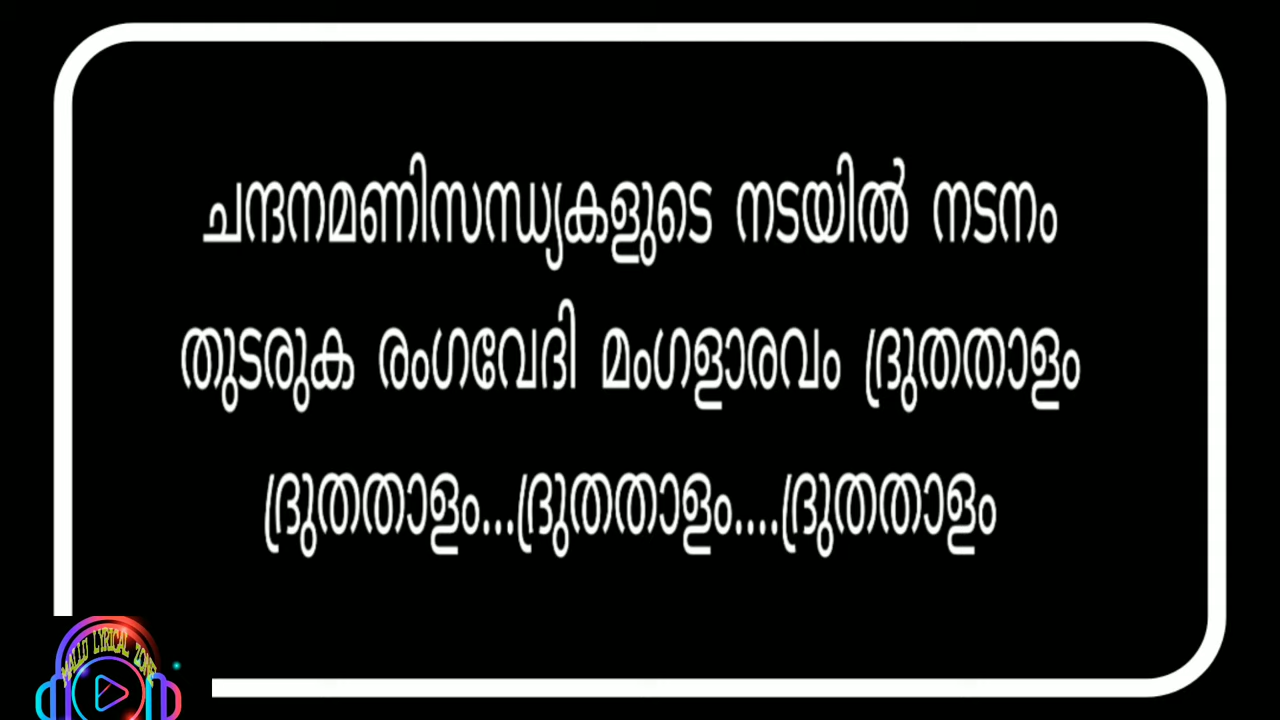 ചന്ദനമണിസന്ധ്യകളുടെ നടയിൽ നടനം
തുടരുക രംഗവേദി മംഗളാരവം ദ്രുതതാളം
ദ്രുതതാളം...ദ്രുതതാളം....ദ്രുതതാളം
MALLU LYRICAL ZONE